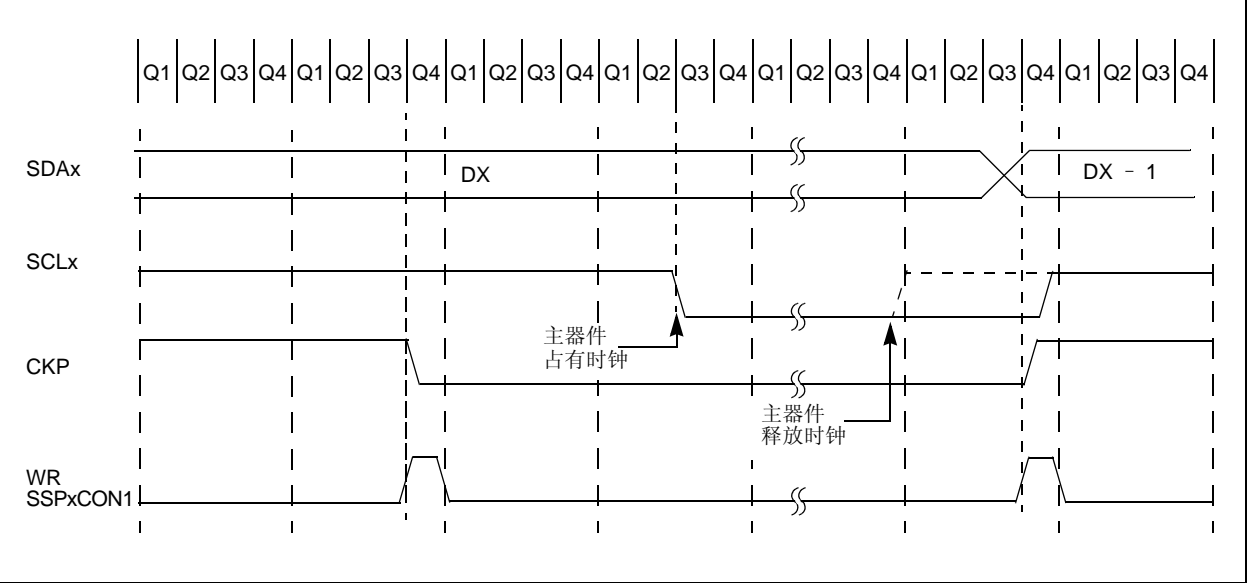 Q1 Q2 Q3 Q4 Q1 Q2 Q3 Q4 Q1 Q2 Q3 Q4 Q1 Q2 Q3 Q4 Q1 Q2 Q3 Q4 Q1 Q2 Q3 Q4 Q1 Q2 Q3 Q4
SDAx
DX
DX – 1
SCLx
主器件
占有时钟
CKP
主器件
释放时钟
WR
SSPxCON1